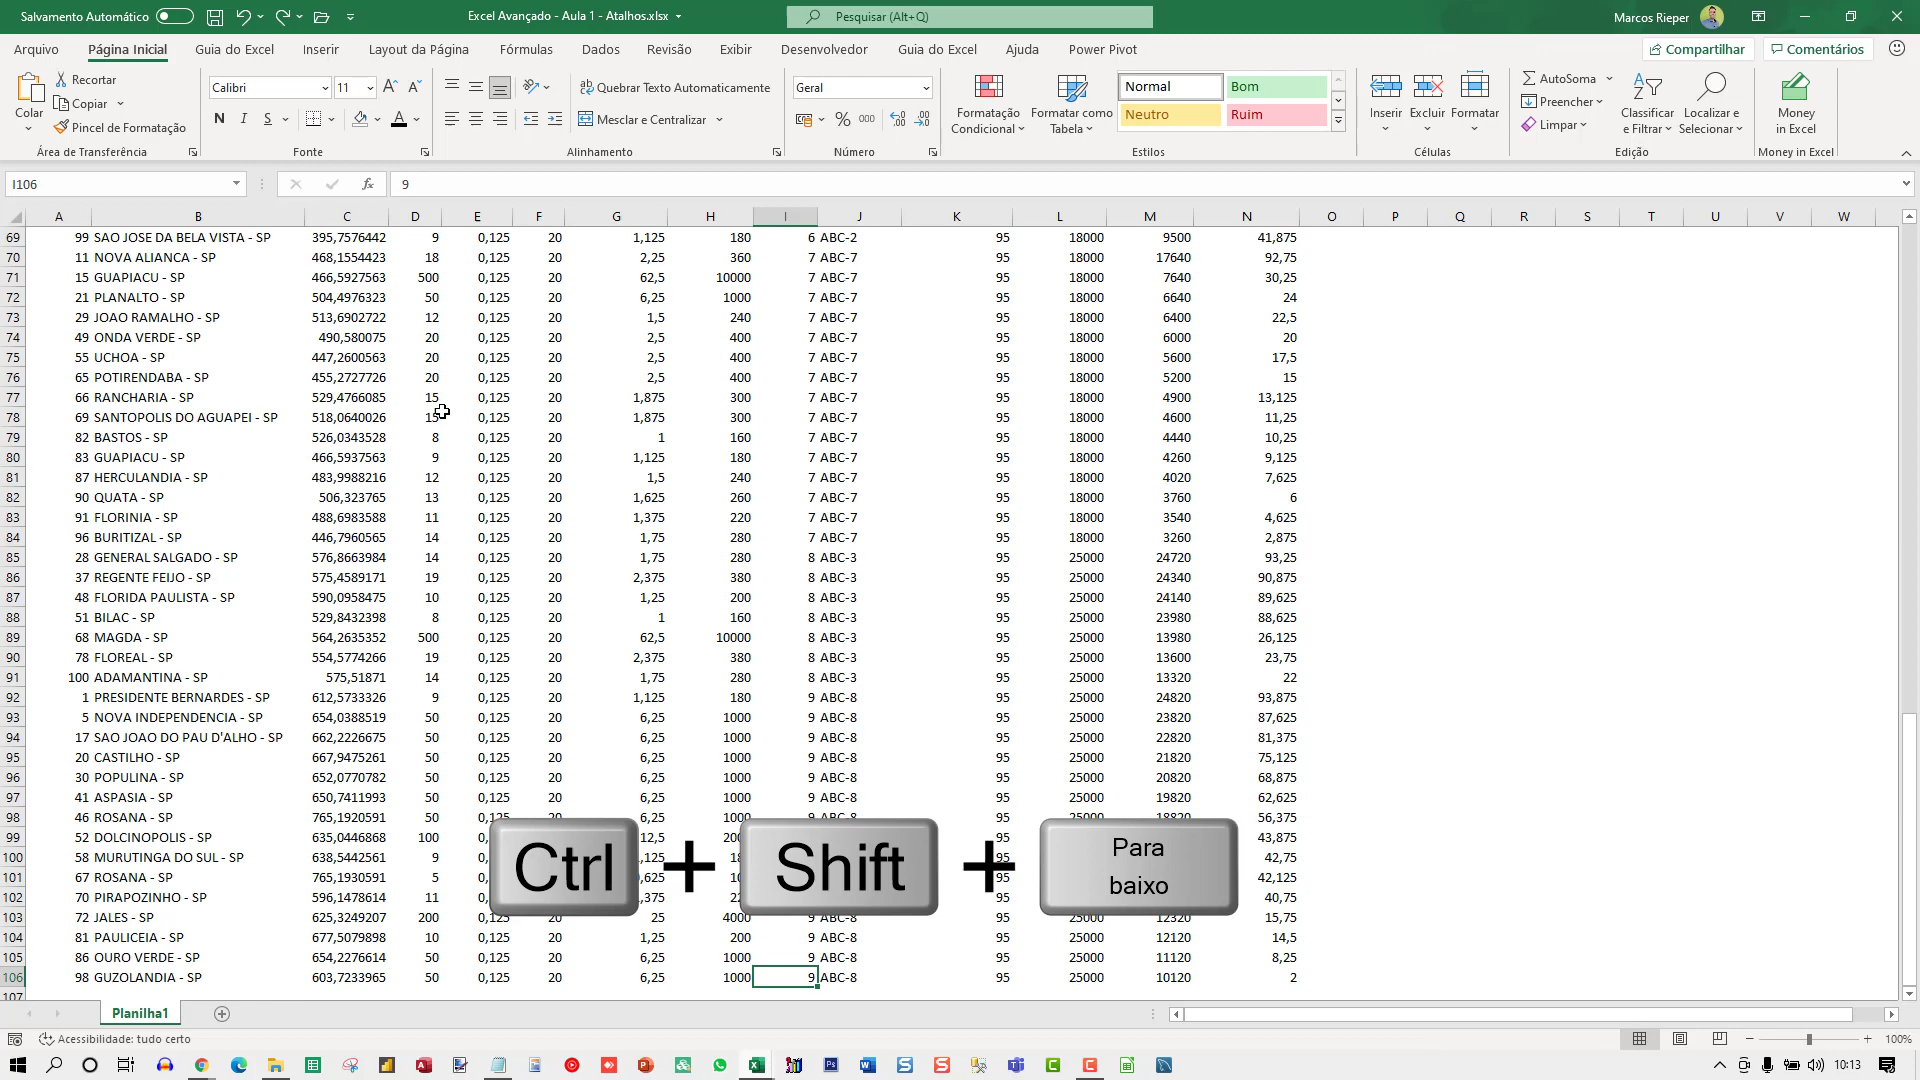 Salvamento Automático
Excel Avançado - Aula 1 - Atalhos.xlsx
Pesquisar (Alt+Q)
Marcos Rieper
Arquivo Página Inicial Guia do Excel Inserir Layout da Página Fórmulas Dados Revisão Exibir Desenvolvedor Guia do Excel Ajuda Power Pivot
Compartilhar Comentários
Colar
Recortar
Copiar
Pincel de Formatação
Área de Transferência
Calibri 11
N I S A
Fonte
Quebrar Texto Automaticamente
Mesclar e Centralizar
Alinhamento
Geral
% 000
Número
Formatação Condicional
Formatar como Tabela
Normal Bom
Neutro Ruim
Estilos
Inserir Excluir Formatar
Células
AutoSoma
Preencher
Limpar
Classificar e Filtrar
Localizar e Selecionar
Edição
Money in Excel
Money in Excel
I106 fx 9
A B C D E F G H I J K L M N O P Q R S T U V W
69 99 SAO JOSE DA BELA VISTA - SP 395,7576442 9 0,125 20 1,125 180 6 ABC-2 95 18000 9500 41,875
70 11 NOVA ALIANCA - SP 468,1554423 18 0,125 20 2,25 360 7 ABC-7 95 18000 17640 92,75
71 15 GUAPIACU - SP 466,5927563 500 0,125 20 62,5 10000 7 ABC-7 95 18000 7640 30,25
72 21 PLANALTO - SP 504,4976323 50 0,125 20 6,25 1000 7 ABC-7 95 18000 6640 24
73 29 JOAO RAMALHO - SP 513,6902722 12 0,125 20 1,5 240 7 ABC-7 95 18000 6400 22,5
74 49 ONDA VERDE - SP 490,580075 20 0,125 20 2,5 400 7 ABC-7 95 18000 6000 20
75 55 UCHOA - SP 447,2600563 20 0,125 20 2,5 400 7 ABC-7 95 18000 5600 17,5
76 65 POTIRENDABA - SP 455,2727726 20 0,125 20 2,5 400 7 ABC-7 95 18000 5200 15
77 66 RANCHARIA - SP 529,4766085 15 0,125 20 1,875 300 7 ABC-7 95 18000 4900 13,125
78 69 SANTOPOLIS DO AGUAPEI - SP 518,0640026 15 0,125 20 1,875 300 7 ABC-7 95 18000 4600 11,25
79 82 BASTOS - SP 526,0343528 8 0,125 20 1 160 7 ABC-7 95 18000 4440 10,25
80 83 GUAPIACU - SP 466,5937563 9 0,125 20 1,125 180 7 ABC-7 95 18000 4260 9,125
81 87 HERCULANDIA - SP 483,9988216 12 0,125 20 1,5 240 7 ABC-7 95 18000 4020 7,625
82 90 QUATA - SP 506,323765 13 0,125 20 1,625 260 7 ABC-7 95 18000 3760 6
83 91 FLORINIA - SP 488,6983588 11 0,125 20 1,375 220 7 ABC-7 95 18000 3540 4,625
84 96 BURITIZAL - SP 446,7960565 14 0,125 20 1,75 280 7 ABC-7 95 18000 3260 2,875
85 28 GENERAL SALGADO - SP 576,8663984 14 0,125 20 1,75 280 8 ABC-3 95 25000 24720 93,25
86 37 REGENTE FEIJO - SP 575,4589171 19 0,125 20 2,375 380 8 ABC-3 95 25000 24340 90,875
87 48 FLORIDA PAULISTA - SP 590,0958475 10 0,125 20 1,25 200 8 ABC-3 95 25000 24140 89,625
88 51 BILAC - SP 529,8432398 8 0,125 20 1 160 8 ABC-3 95 25000 23980 88,625
89 68 MAGDA - SP 564,2635352 500 0,125 20 62,5 10000 8 ABC-3 95 25000 13980 26,125
90 78 FLOREAL - SP 554,5774266 19 0,125 20 2,375 380 8 ABC-3 95 25000 13600 23,75
91 100 ADAMANTINA - SP 575,51871 14 0,125 20 1,75 280 8 ABC-3 95 25000 13320 22
92 1 PRESIDENTE BERNARDES - SP 612,5733326 9 0,125 20 1,125 180 9 ABC-8 95 25000 24820 93,875
93 5 NOVA INDEPENDENCIA - SP 654,0388519 50 0,125 20 6,25 1000 9 ABC-8 95 25000 23820 87,625
94 17 SAO JOAO DO PAU D'ALHO - SP 662,2226675 50 0,125 20 6,25 1000 9 ABC-8 95 25000 22820 81,375
95 20 CASTILHO - SP 667,9475261 50 0,125 20 6,25 1000 9 ABC-8 95 25000 21820 75,125
96 30 POPULINA - SP 652,0770782 50 0,125 20 6,25 1000 9 ABC-8 95 25000 20820 68,875
97 41 ASPASIA - SP 650,7411993 50 0,125 20 6,25 1000 9 ABC-8 95 25000 19820 62,625
98 46 ROSANA - SP 765,1920591 50 0,125 20 6,25 1000 9 ABC-8 95 25000 18820 56,375
99 52 DOLCINOPOLIS - SP 635,0446868 100 12,5 95 43,875
100 58 MURUTINGA DO SUL - SP 638,5442561 9 95 42,75
101 67 ROSANA - SP 765,1930591 5 95 42,125
102 70 PIRAPOZINHO - SP 596,1478614 11 95 40,75
103 72 JALES - SP 625,3249207 200 0,125 20 25 4000 9 ABC-8 95 25000 12320 15,75
104 81 PAULICEIA - SP 677,5079898 10 0,125 20 1,25 200 9 ABC-8 95 25000 12120 14,5
105 86 OURO VERDE - SP 654,2276614 50 0,125 20 6,25 1000 9 ABC-8 95 25000 11120 8,25
106 98 GUZOLANDIA - SP 603,7233965 50 0,125 20 6,25 1000 9 ABC-8 95 25000 10120 2
107
Ctrl + Shift + Para baixo
Planilha1
Acessibilidade: tudo certo
100%
10:13